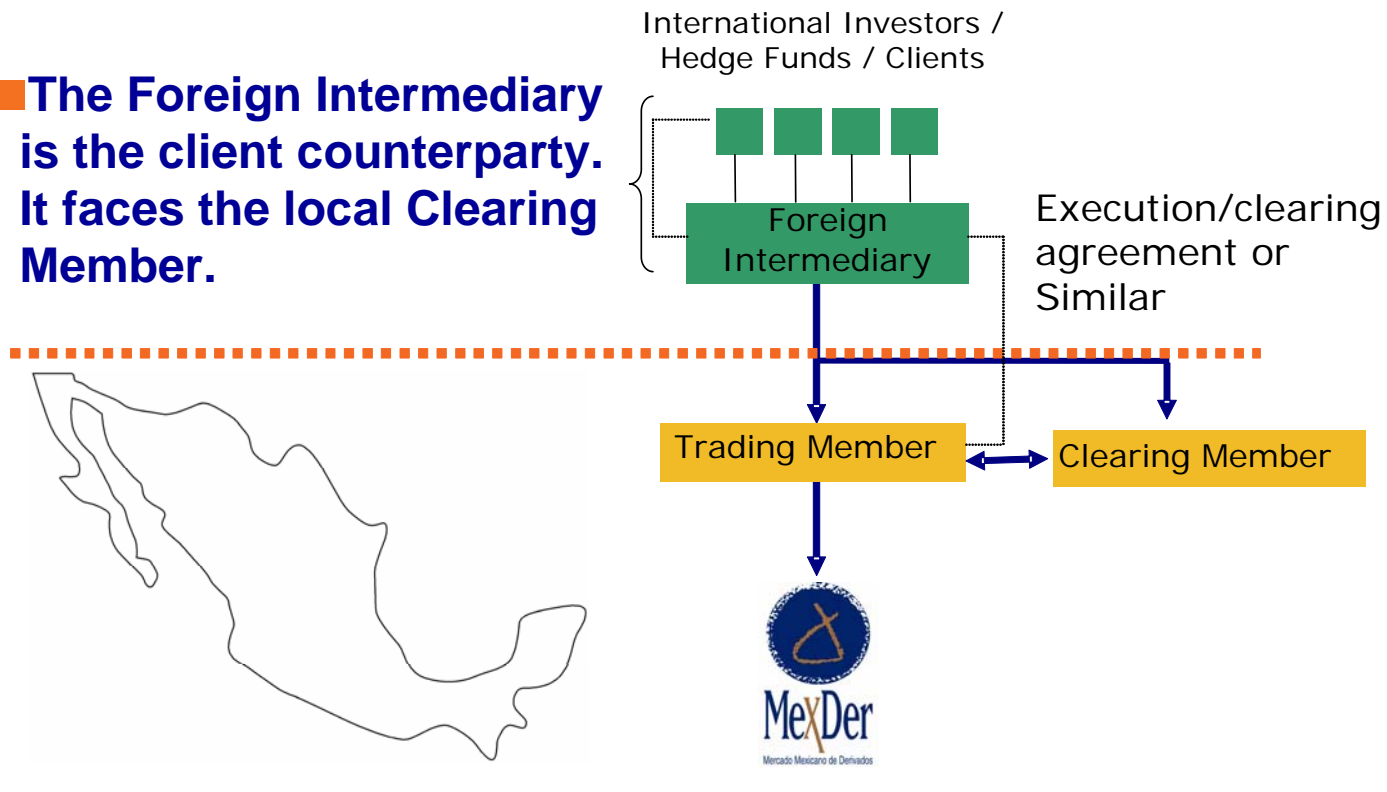 International Investors /
Hedge Funds / Clients
The Foreign Intermediary
is the client counterparty.
It faces the local Clearing
Member.
Foreign
Intermediary
Execution/clearing
agreement or
Similar
Trading Member
Clearing Member
MexDer
Mercado Mexicano de Derivados